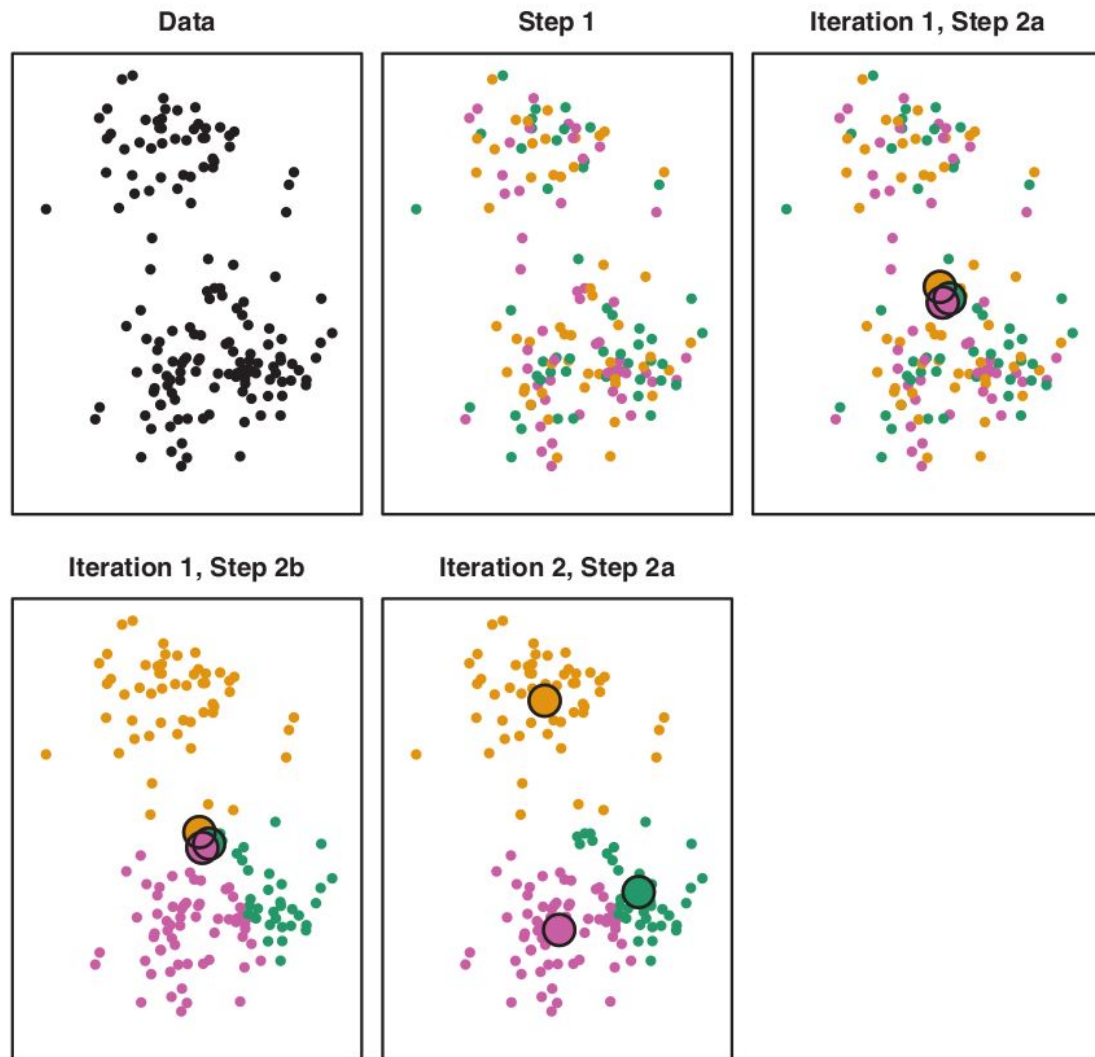 Data
Step 1
Iteration 1, Step 2a
Iteration 1, Step 2b
Iteration 2, Step 2a